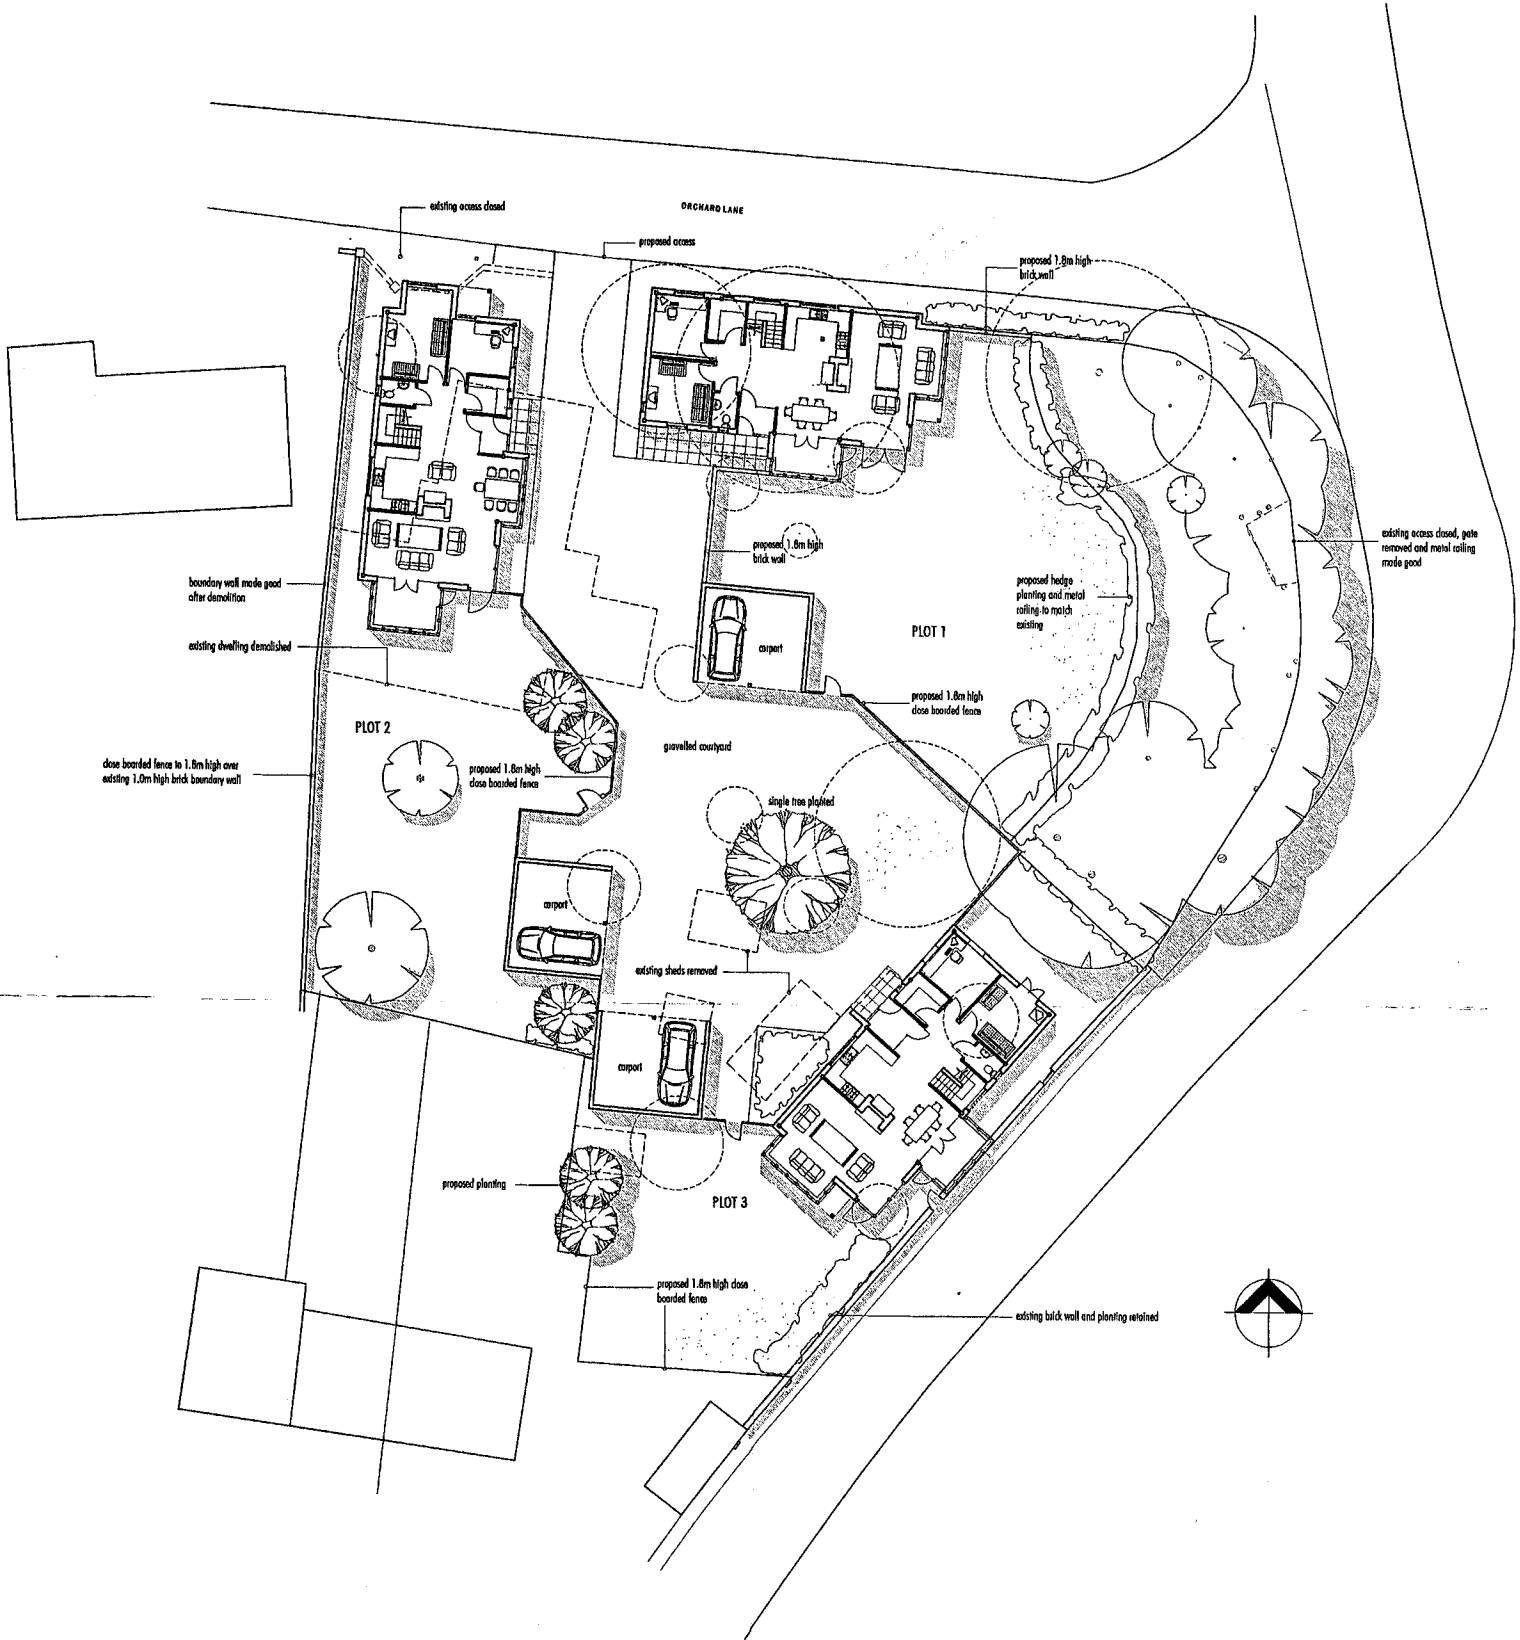 ORCHARD LANE
existing access closed
proposed access
proposed 1.8m high
brick wall
existing access closed, gate
removed and metal railing
made good
proposed 1.8m high
brick wall
boundary wall made good
after demolition
proposed hedge
planting and metal
railing to match
existing
PLOT 1
carport
existing dwelling demolished
proposed 1.8m high
close boarded fence
PLOT 2
gravelled courtyard
close boarded fence to 1.8m high over
existing 1.0m high brick boundary wall
proposed 1.8m high
close boarded fence
single tree planted
carport
existing sheds removed
carport
proposed planting
PLOT 3
proposed 1.8m high close
boarded fence
existing brick wall and planting retained